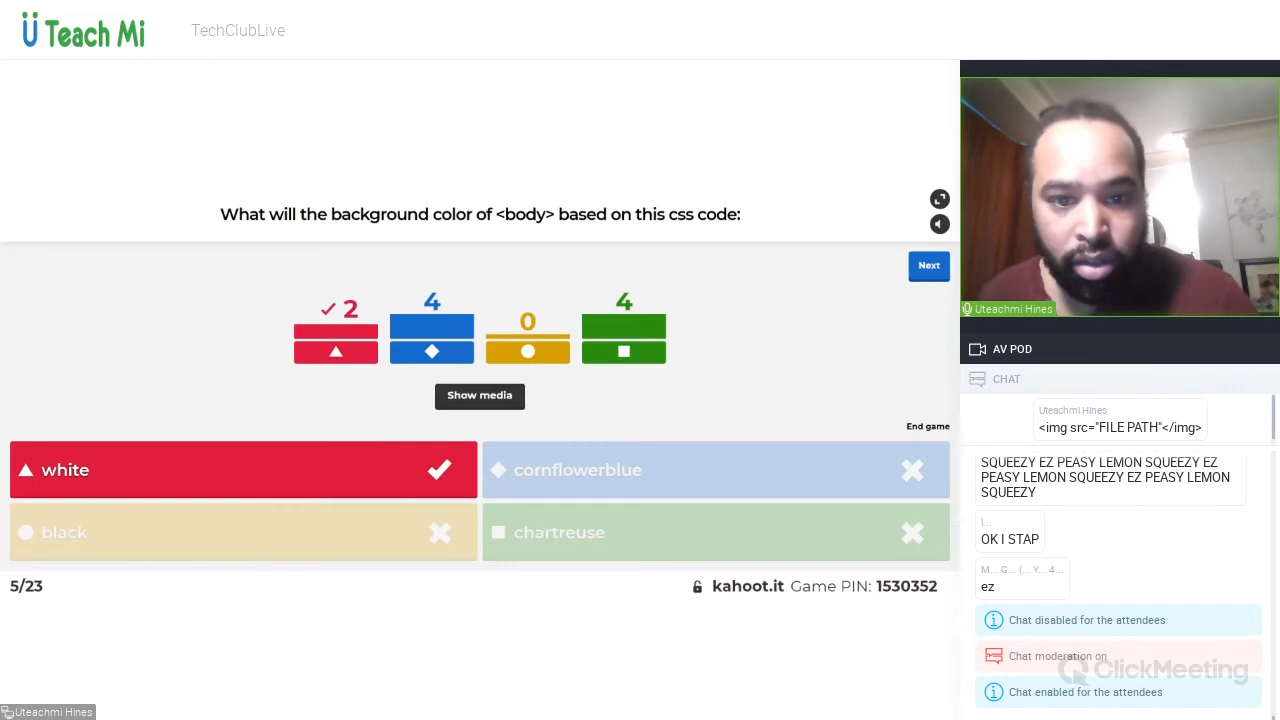 Ü Teach Mi
TechClubLive
What will the background color of <body> based on this css code:
Next
2
4
0
4
Show media
End game
white
cornflowerblue
black
chartreuse
5/23
kahoot.it Game PIN: 1530352
Uteachmi Hines
Uteachmi Hines
AV POD
CHAT
Uteachmi Hines
<img src="FILE PATH"</img>
SQUEEZY EZ PEASY LEMON SQUEEZY EZ
PEASY LEMON SQUEEZY EZ PEASY LEMON
SQUEEZY
I...
OK I STAP
M... G... (... Y... 4...
ez
Chat disabled for the attendees
Chat moderation on
ClickMeeting
Chat enabled for the attendees